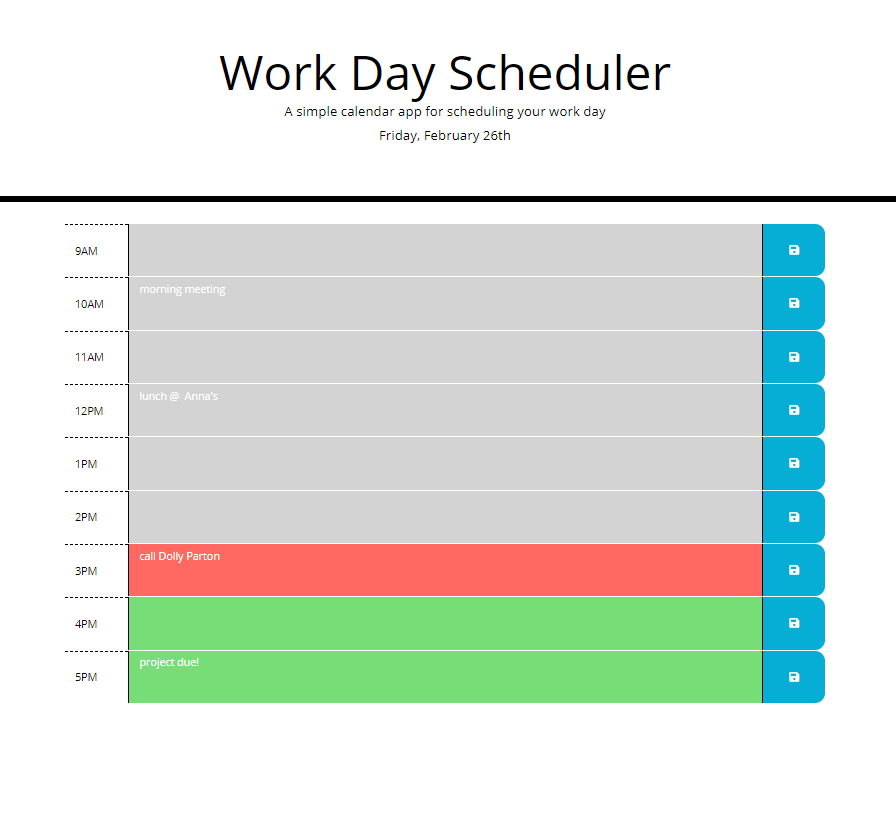 Work Day Scheduler
A simple calendar app for scheduling your work day
Friday, February 26th
9AM
10AM morning meeting
11AM
12PM lunch @  Anna's
1PM
2PM
3PM call Dolly Parton
4PM
5PM project due!